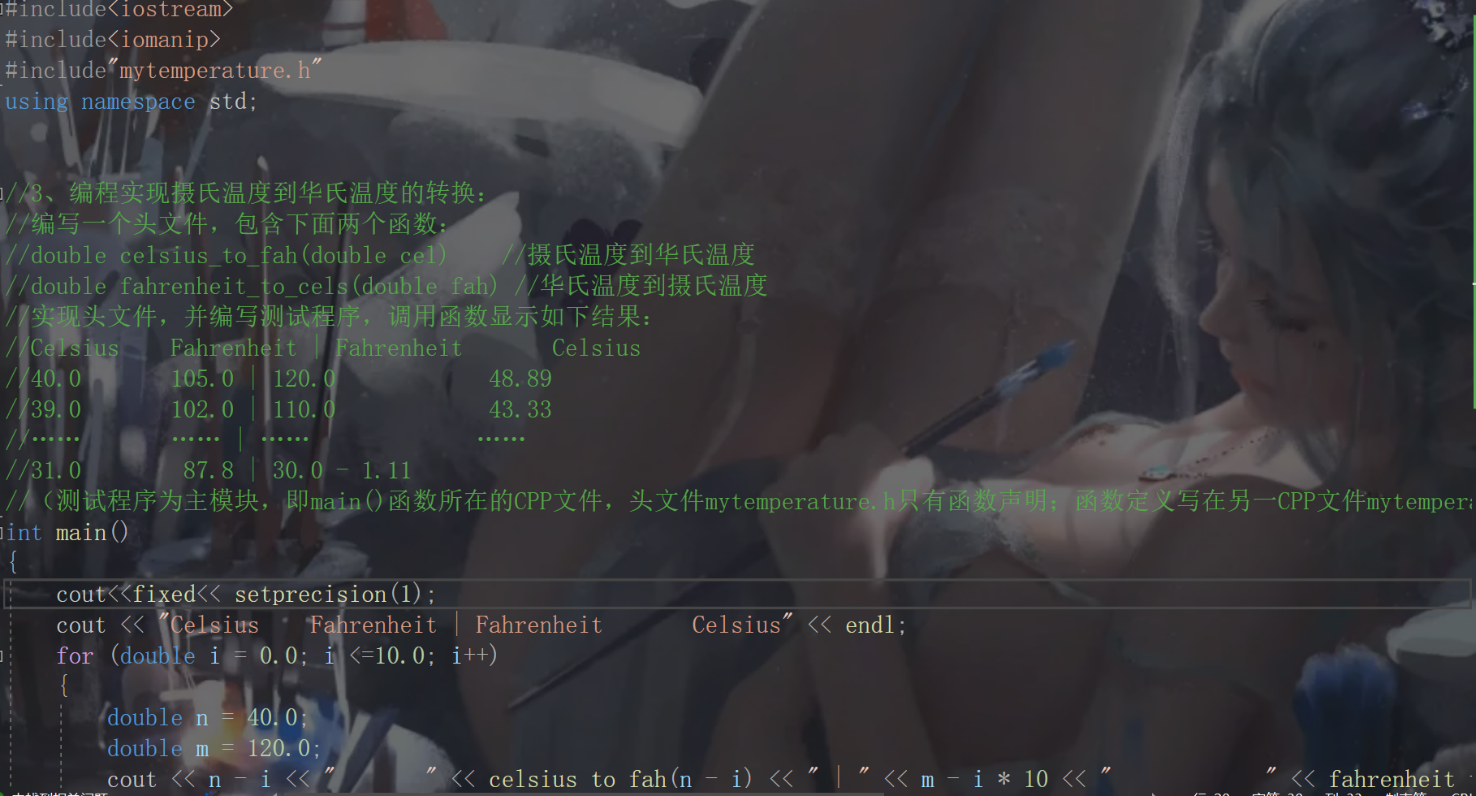 #include<iostream>
#include<iomanip>
#include"mytemperature.h"
using namespace std;
//3、编程实现摄氏温度到华氏温度的转换：
//编写一个头文件，包含下面两个函数：
//double celsius_to_fah(double cel)    //摄氏温度到华氏温度
//double fahrenheit_to_cels(double fah) //华氏温度到摄氏温度
//实现头文件，并编写测试程序，调用函数显示如下结果：
//Celsius    Fahrenheit | Fahrenheit       Celsius
//40.0       105.0 | 120.0            48.89
//39.0       102.0 | 110.0            43.33
//……       …… | ……             ……
//31.0        87.8 | 30.0 - 1.11
//（测试程序为主模块，即main()函数所在的CPP文件，头文件mytemperature.h只有函数声明；函数定义写在另一CPP文件mytempera
int main()
{
    cout<<fixed<< setprecision(1);
    cout << "Celsius    Fahrenheit | Fahrenheit       Celsius" << endl;
    for (double i = 0.0; i <=10.0; i++)
    {
        double n = 40.0;
        double m = 120.0;
        cout << n - i << "       " << celsius to fah(n - i) << " | " << m - i * 10 << "            " << fahrenheit